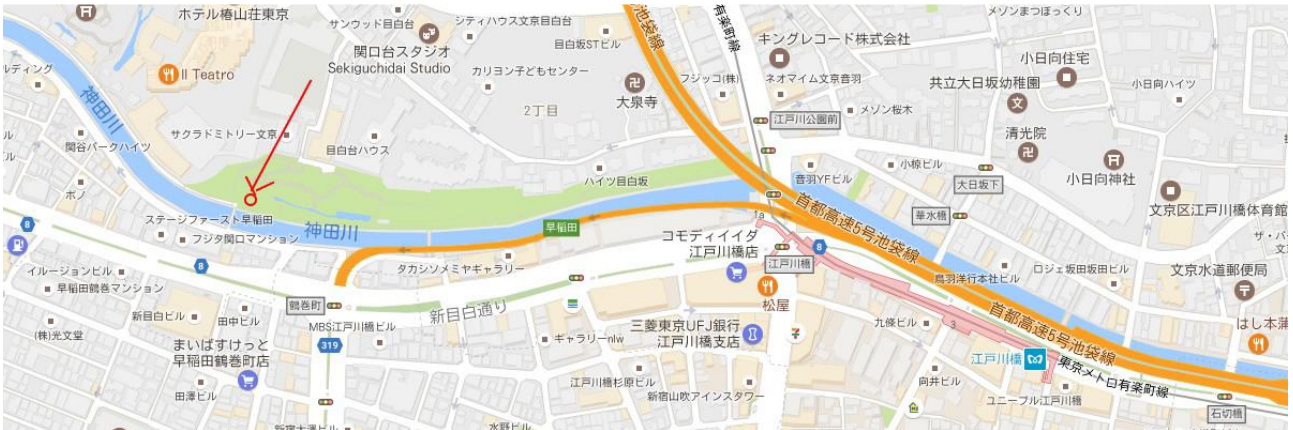 ホテル椿山荘東京
サンウッド目白台
シティハウス文京目白台
関口台スタジオ
Sekiguchidai Studio
目白坂STビル
カリヨン子どもセンター
Il Teatro
池袋線
有楽町線
メゾンまつぼっくり
キングレコード株式会社
小日向住宅
ネオマイム文京音羽
フジッコ(株)
共立大日坂幼稚園
小日向ハイツ
大泉寺
2丁目
メゾン桜木
江戸川公園前
清光院
神田川
サクラドミトリー文京
関谷パークハイツ
目白台ハウス
ハイツ目白坂
音羽YFビル
小椋ビル
大日坂下
小日向神社
ボノ
ステージファースト早稲田
フジタ関口マンション
神田川
早稲田
1a
首都高速5号池袋線
華水橋
文京区江戸川橋体育館
8
コモディイイダ
江戸川橋店
8
江戸川橋
イルージョンビル
早稲田鶴巻マンション
タカシソメミヤギャラリー
鳥羽洋行本社ビル
ロジェ坂田坂田ビル
文京水道郵便局
鶴巻町
新目白通り
松屋
首都高速5号池袋線
新目白ビル
田中ビル
MBS江戸川橋ビル
(株)光文堂
319
ギャラリーnlw
三菱東京UFJ銀行
江戸川橋支店
九條ビル
3
はし本蒲
まいばすけっと
早稲田鶴巻町店
江戸川橋
東京メトロ有楽町線
田澤ビル
江戸川橋杉原ビル
新宿山吹アインスタワー
向井ビル
ユニーブル江戸川橋
石切橋
水野ビル